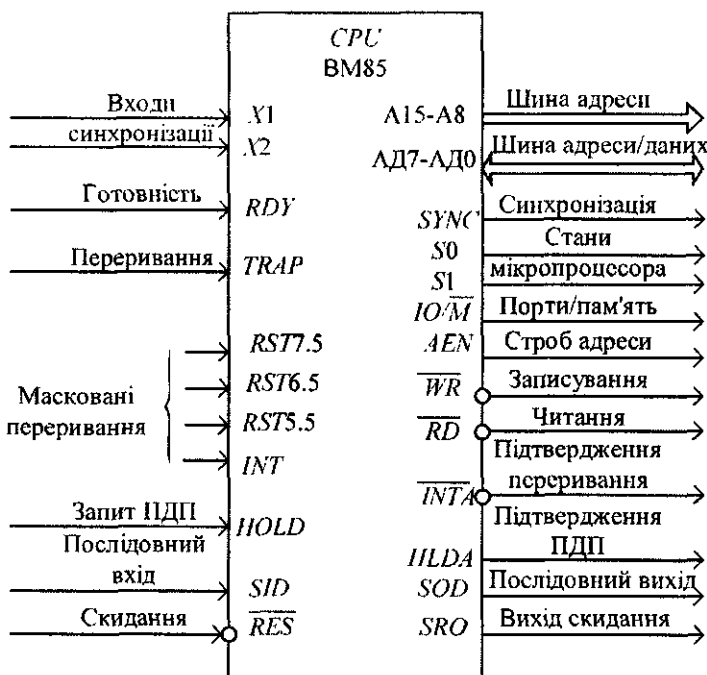 CPU
ВМ85
Входи
синхронізації
X1
X2
Готовність
RDY
Переривання
TRAP
Масковані
переривання
RST7.5
RST6.5
RST5.5
INT
Запит ПДП
HOLD
Послідовний
вхід
SID
Скидання
RES
А15-А8
Шина адреси
АД7-АД0
Шина адреси/даних
SYNC
Синхронізація
S0
Стани
S1
мікропроцесора
IO/M
Порти/пам'ять
AEN
Строб адреси
WR
Записування
RD
Читання
Підтвердження
переривання
INTA
Підтвердження
ПДП
HLDA
SOD
Послідовний вихід
SRO
Вихід скидання